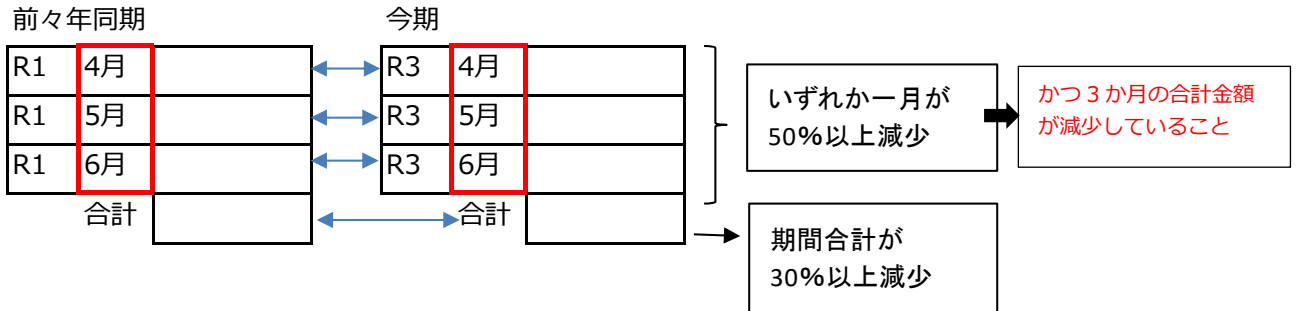 前々年同期
今期
R1 4月
R3 4月
R1 5月
R3 5月
R1 6月
R3 6月
合計
合計
いずれか一月が
50%以上減少
かつ3か月の合計金額
が減少していること
期間合計が
30%以上減少